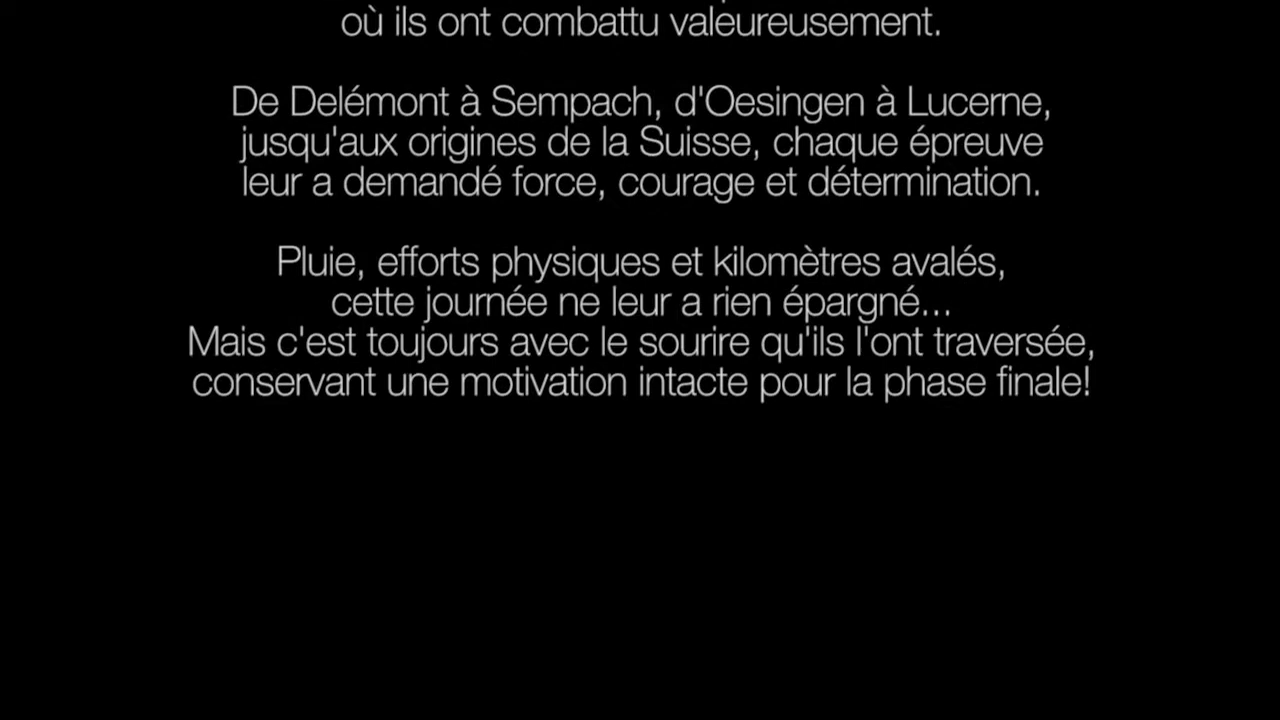 où ils ont combattu valeureusement.
De Delémont à Sempach, d'Oesingen à Lucerne,
jusqu'aux origines de la Suisse, chaque épreuve
leur a demandé force, courage et détermination.
Pluie, efforts physiques et kilomètres avalés,
cette journée ne leur a rien épargné...
Mais c'est toujours avec le sourire qu'ils l'ont traversée,
conservant une motivation intacte pour la phase finale!